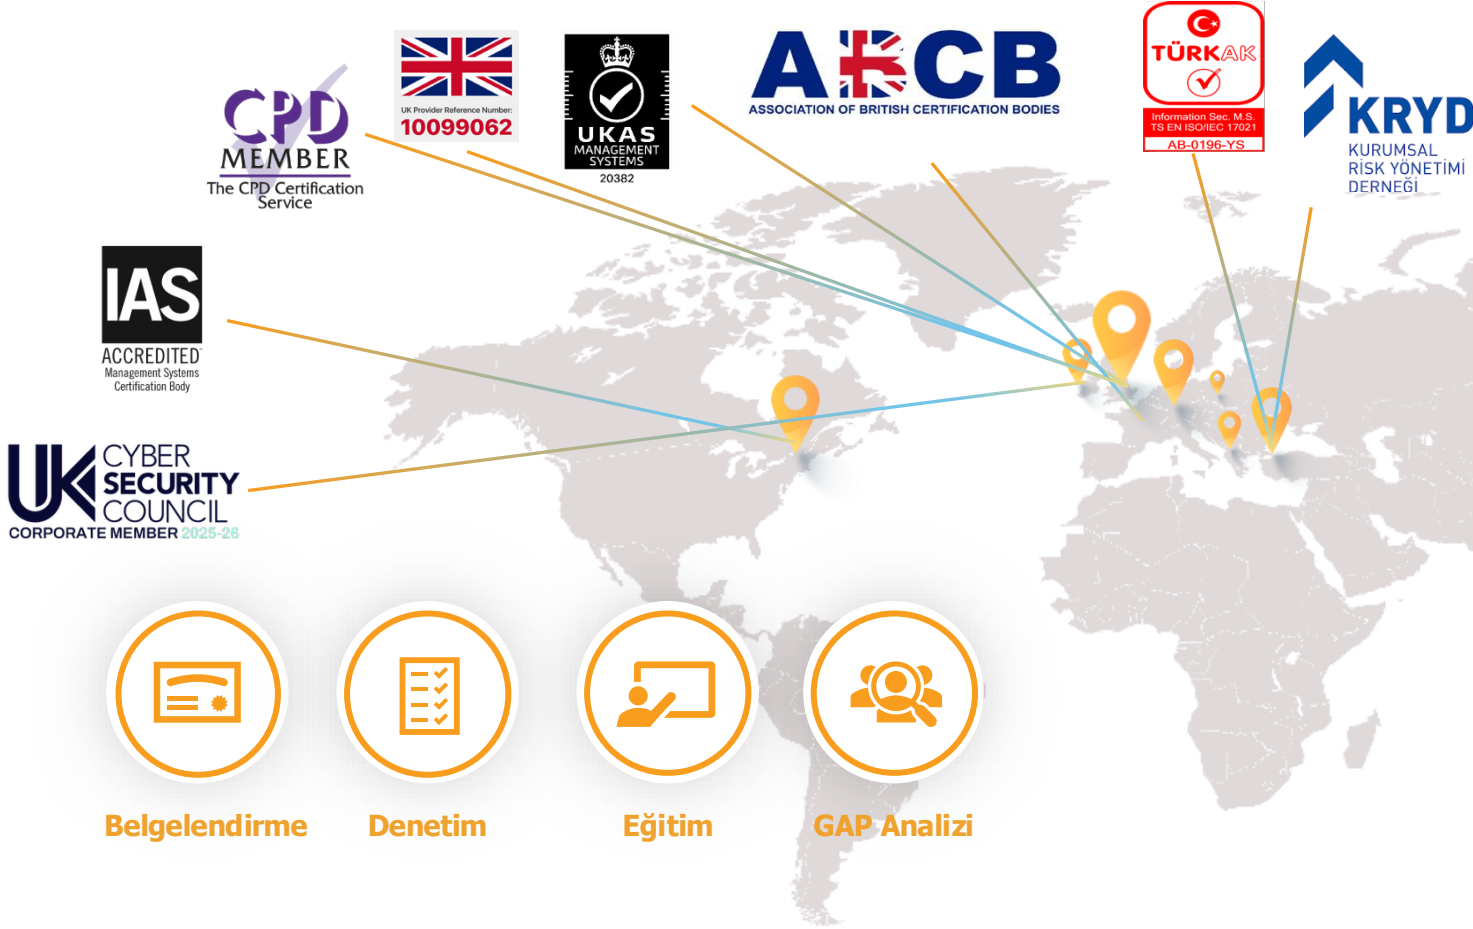 CPD
MEMBER
The CPD Certification
Service
UK Provider Reference Number:
10099062
UKAS
MANAGEMENT
SYSTEMS
20382
ABCB
ASSOCIATION OF BRITISH CERTIFICATION BODIES
TÜRKAK
Information Sec. M.S.
TS EN ISO/IEC 17021
AB-0196-YS
KRYD
KURUMSAL
RİSK YÖNETİMİ
DERNEĞİ
IAS
ACCREDITED
Management Systems
Certification Body
UK CYBER
SECURITY
COUNCIL
CORPORATE MEMBER 2025-26
Belgelendirme
Denetim
Eğitim
GAP Analizi